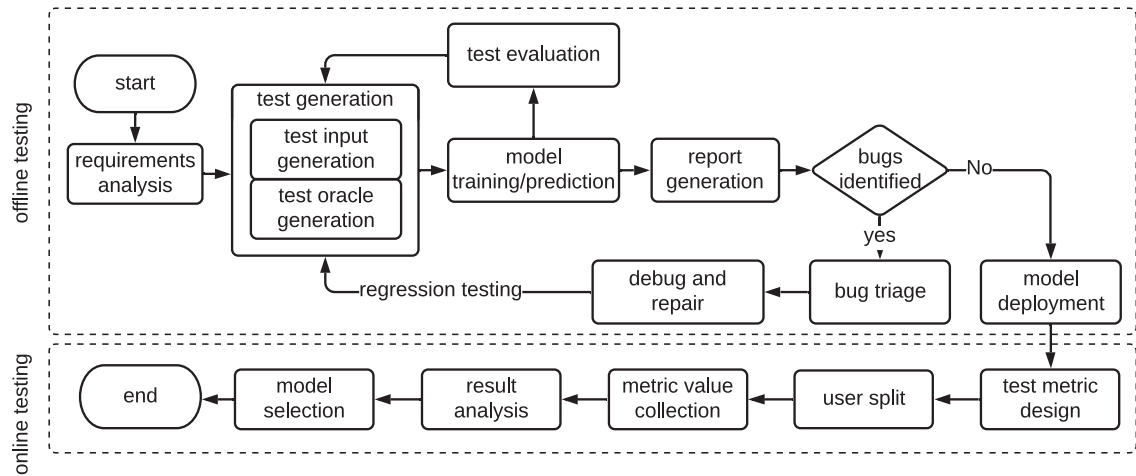 offline testing
start
requirements
analysis
test evaluation
test generation
test input
generation
test oracle
generation
model
training/prediction
report
generation
bugs
identified
No
yes
regression testing
debug and
repair
bug triage
model
deployment
online testing
end
model
selection
result
analysis
metric value
collection
user split
test metric
design